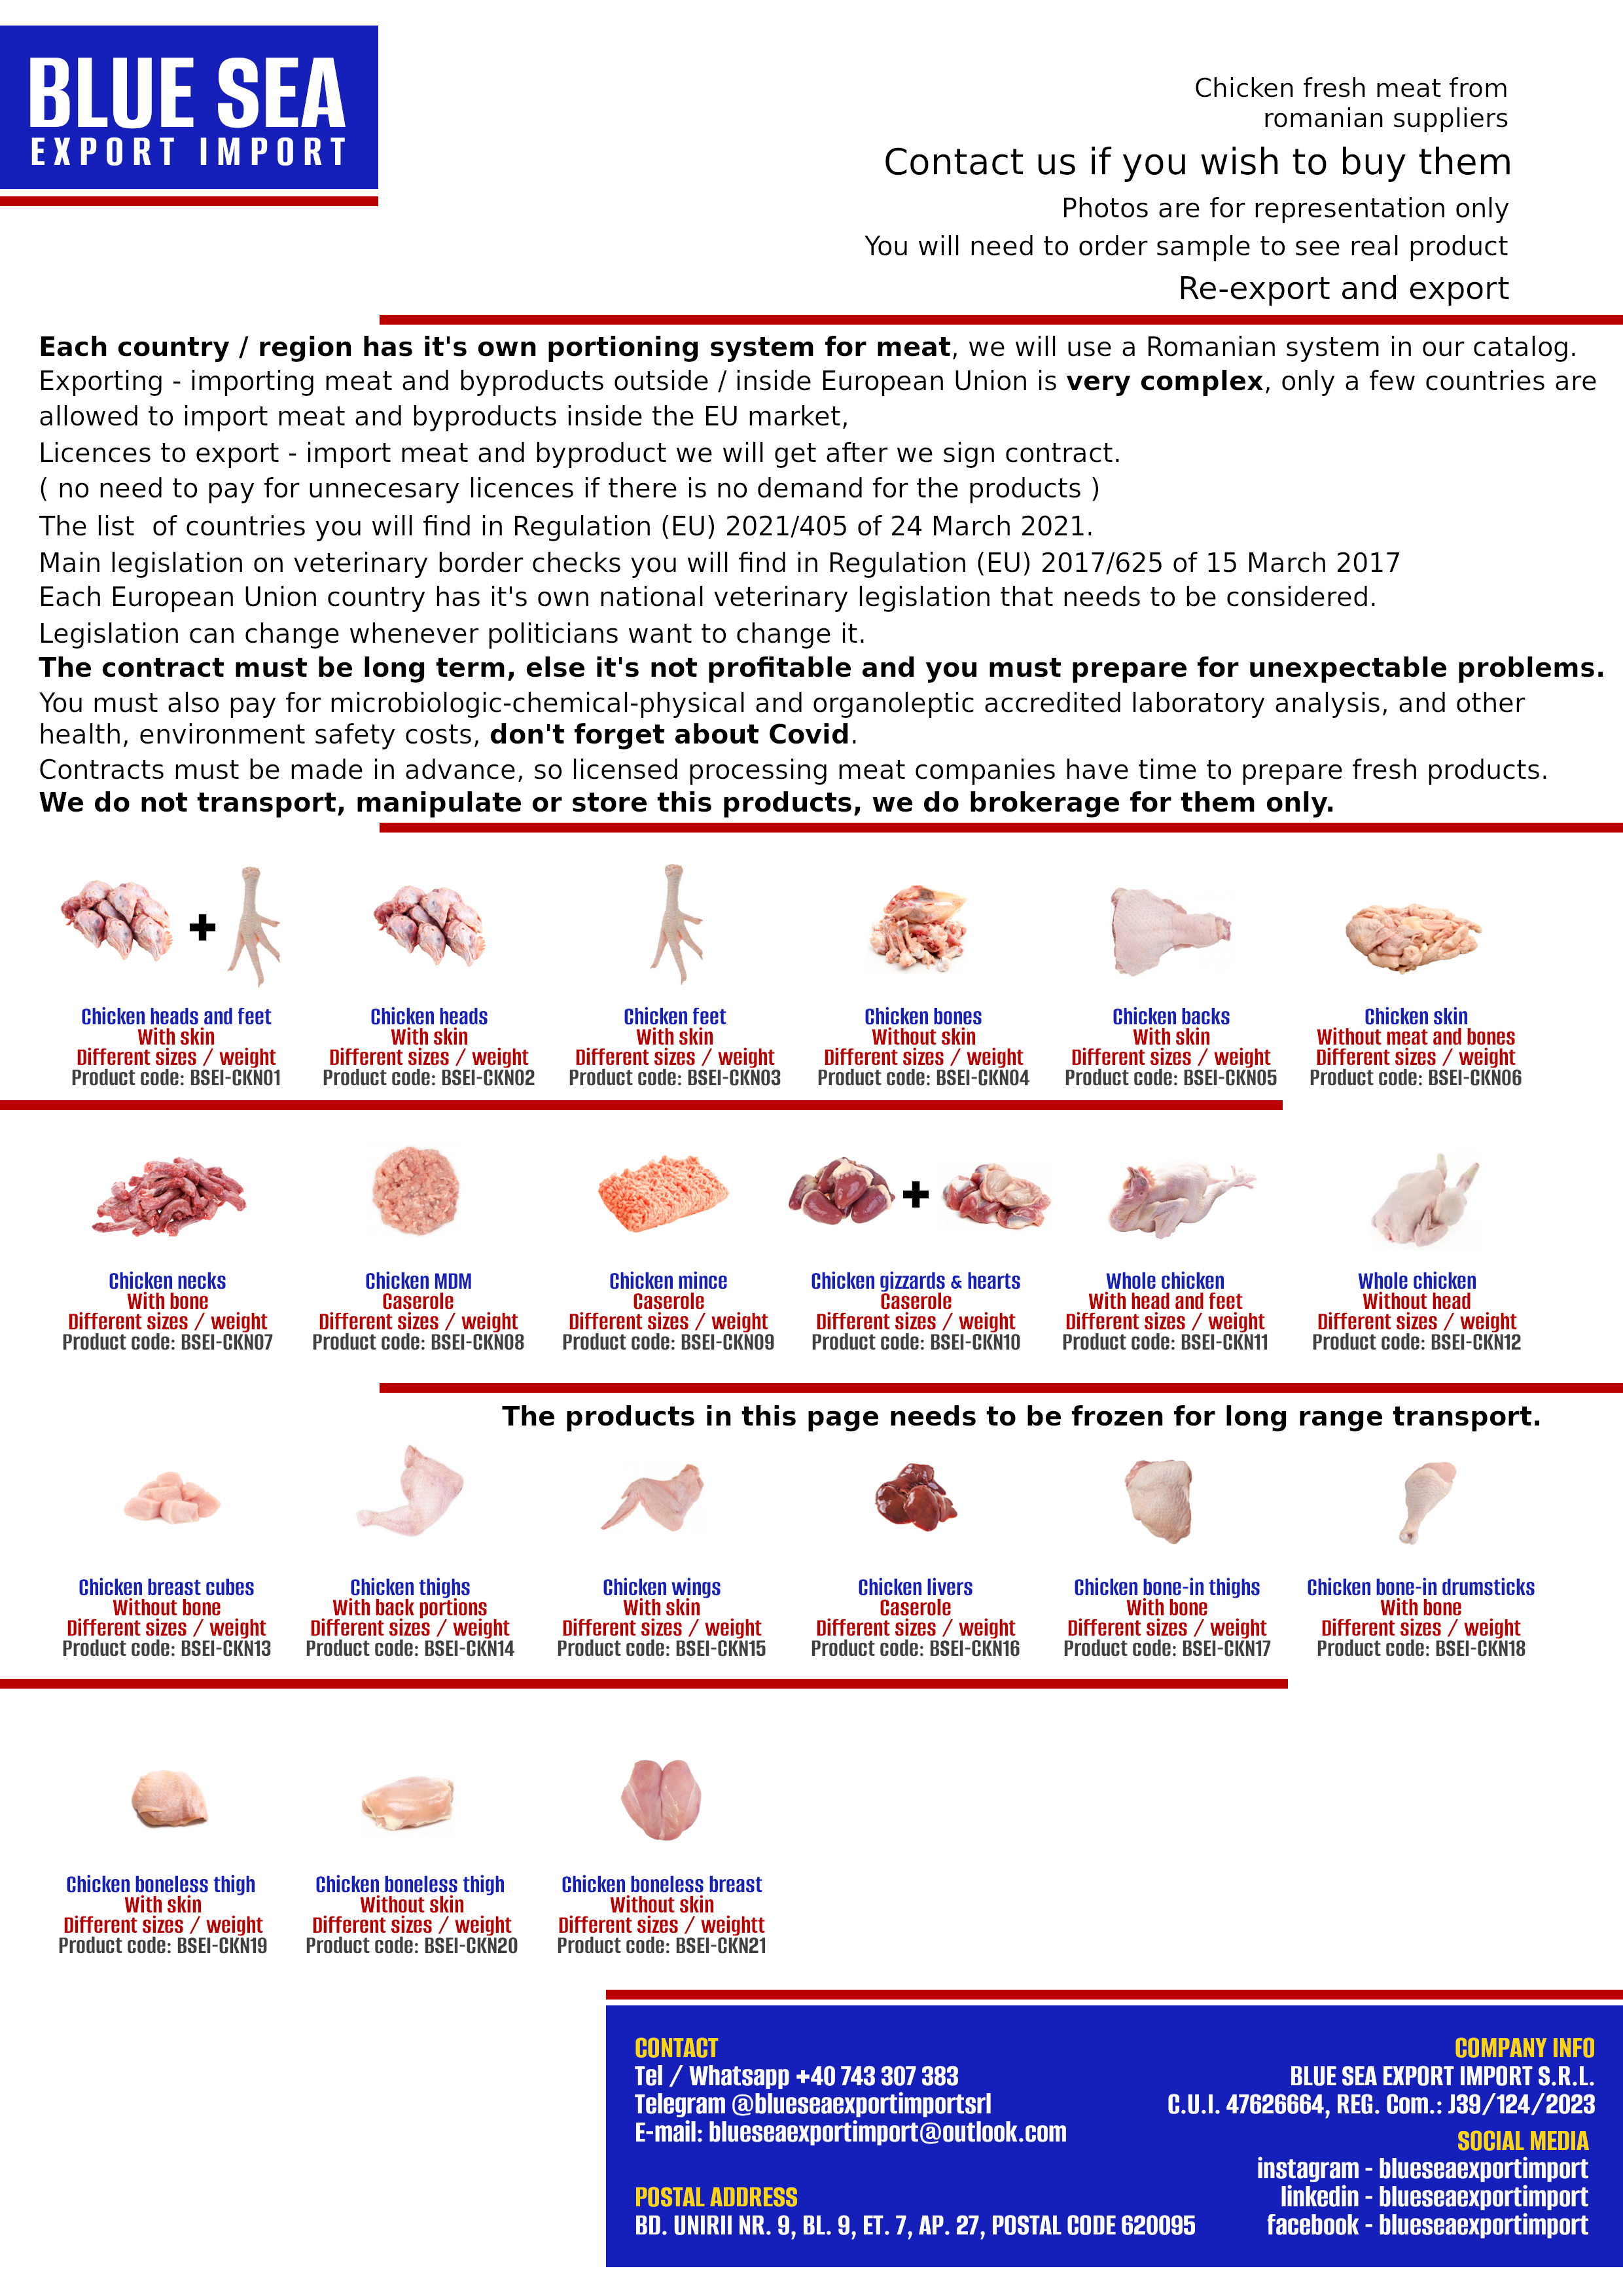 BLUE SEA
EXPORT IMPORT
Chicken fresh meat from
romanian suppliers
Contact us if you wish to buy them
Photos are for representation only
You will need to order sample to see real product
Re-export and export
Each country / region has it's own portioning system for meat, we will use a Romanian system in our catalog.
Exporting - importing meat and byproducts outside / inside European Union is very complex, only a few countries are
allowed to import meat and byproducts inside the EU market,
Licences to export - import meat and byproduct we will get after we sign contract.
( no need to pay for unnecesary licences if there is no demand for the products )
The list  of countries you will find in Regulation (EU) 2021/405 of 24 March 2021.
Main legislation on veterinary border checks you will find in Regulation (EU) 2017/625 of 15 March 2017
Each European Union country has it's own national veterinary legislation that needs to be considered.
Legislation can change whenever politicians want to change it.
The contract must be long term, else it's not profitable and you must prepare for unexpectable problems.
You must also pay for microbiologic-chemical-physical and organoleptic accredited laboratory analysis, and other
health, environment safety costs, don't forget about Covid.
Contracts must be made in advance, so licensed processing meat companies have time to prepare fresh products.
We do not transport, manipulate or store this products, we do brokerage for them only.
Chicken heads and feet
With skin
Different sizes / weight
Product code: BSEI-CKN01
Chicken heads
With skin
Different sizes / weight
Product code: BSEI-CKN02
Chicken feet
With skin
Different sizes / weight
Product code: BSEI-CKN03
Chicken bones
Without skin
Different sizes / weight
Product code: BSEI-CKN04
Chicken backs
With skin
Different sizes / weight
Product code: BSEI-CKN05
Chicken skin
Without meat and bones
Different sizes / weight
Product code: BSEI-CKN06
Chicken necks
With bone
Different sizes / weight
Product code: BSEI-CKN07
Chicken MDM
Caserole
Different sizes / weight
Product code: BSEI-CKN08
Chicken mince
Caserole
Different sizes / weight
Product code: BSEI-CKN09
Chicken gizzards & hearts
Caserole
Different sizes / weight
Product code: BSEI-CKN10
Whole chicken
With head and feet
Different sizes / weight
Product code: BSEI-CKN11
Whole chicken
Without head
Different sizes / weight
Product code: BSEI-CKN12
The products in this page needs to be frozen for long range transport.
Chicken breast cubes
Without bone
Different sizes / weight
Product code: BSEI-CKN13
Chicken thighs
With back portions
Different sizes / weight
Product code: BSEI-CKN14
Chicken wings
With skin
Different sizes / weight
Product code: BSEI-CKN15
Chicken livers
Caserole
Different sizes / weight
Product code: BSEI-CKN16
Chicken bone-in thighs
With bone
Different sizes / weight
Product code: BSEI-CKN17
Chicken bone-in drumsticks
With bone
Different sizes / weight
Product code: BSEI-CKN18
Chicken boneless thigh
With skin
Different sizes / weight
Product code: BSEI-CKN19
Chicken boneless thigh
Without skin
Different sizes / weight
Product code: BSEI-CKN20
Chicken boneless breast
Without skin
Different sizes / weightt
Product code: BSEI-CKN21
CONTACT
Tel / Whatsapp +40 743 307 383
Telegram @blueseaexportimportsrl
E-mail: blueseaexportimport@outlook.com
POSTAL ADDRESS
BD. UNIRII NR. 9, BL. 9, ET. 7, AP. 27, POSTAL CODE 620095
COMPANY INFO
BLUE SEA EXPORT IMPORT S.R.L.
C.U.I. 47626664, REG. Com.: J39/124/2023
SOCIAL MEDIA
instagram - blueseaexportimport
linkedin - blueseaexportimport
facebook - blueseaexportimport